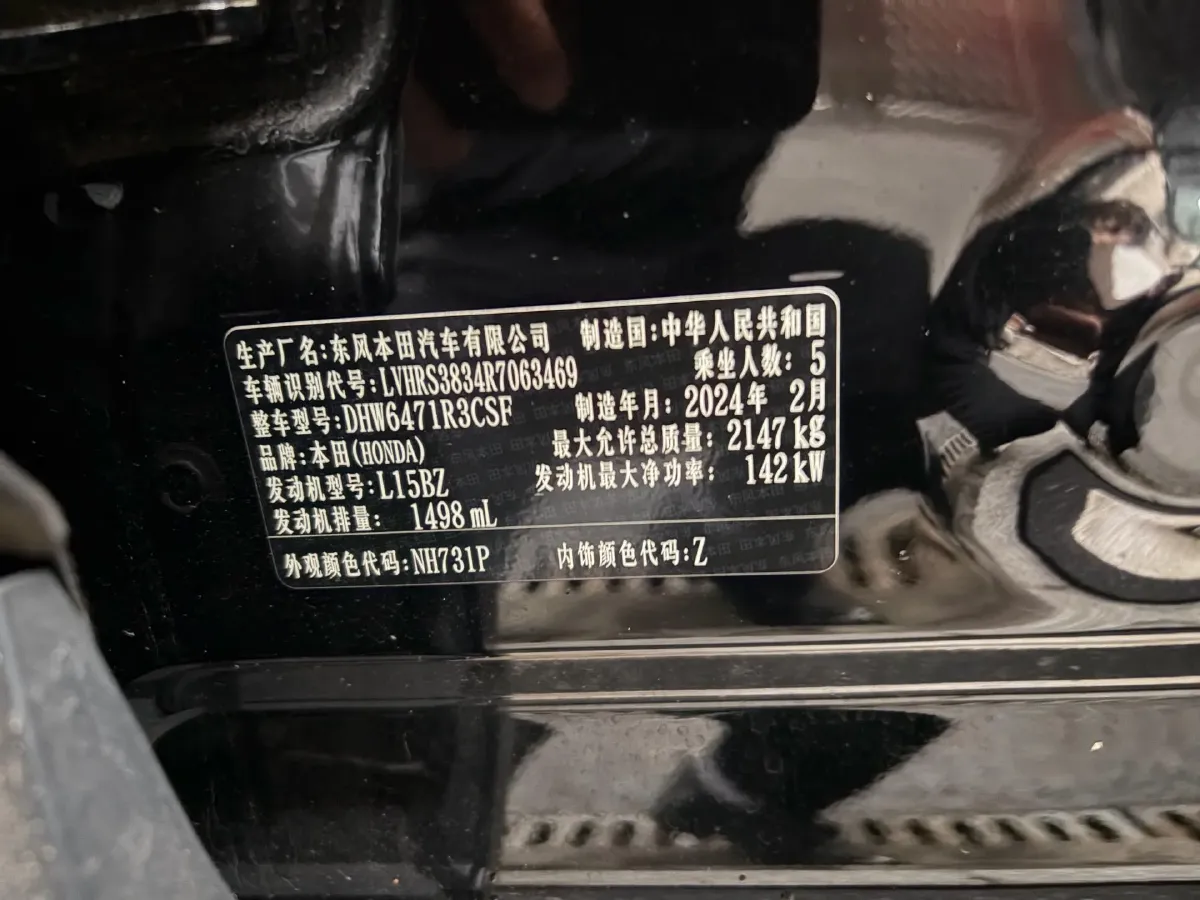 生产厂名:东风本田汽车有限公司 制造国:中华人民共和国
车辆识别代号:LVHRS3834R7063469 乘坐人数: 5
整车型号:DHW6471R3CSF 制造年月: 2024年 2月
品牌:本田(HONDA) 最大允许总质量: 2147 kg
发动机型号:L15BZ 发动机最大净功率: 142 kW
发动机排量: 1498 mL
外观颜色代码:NH731P 内饰颜色代码:Z